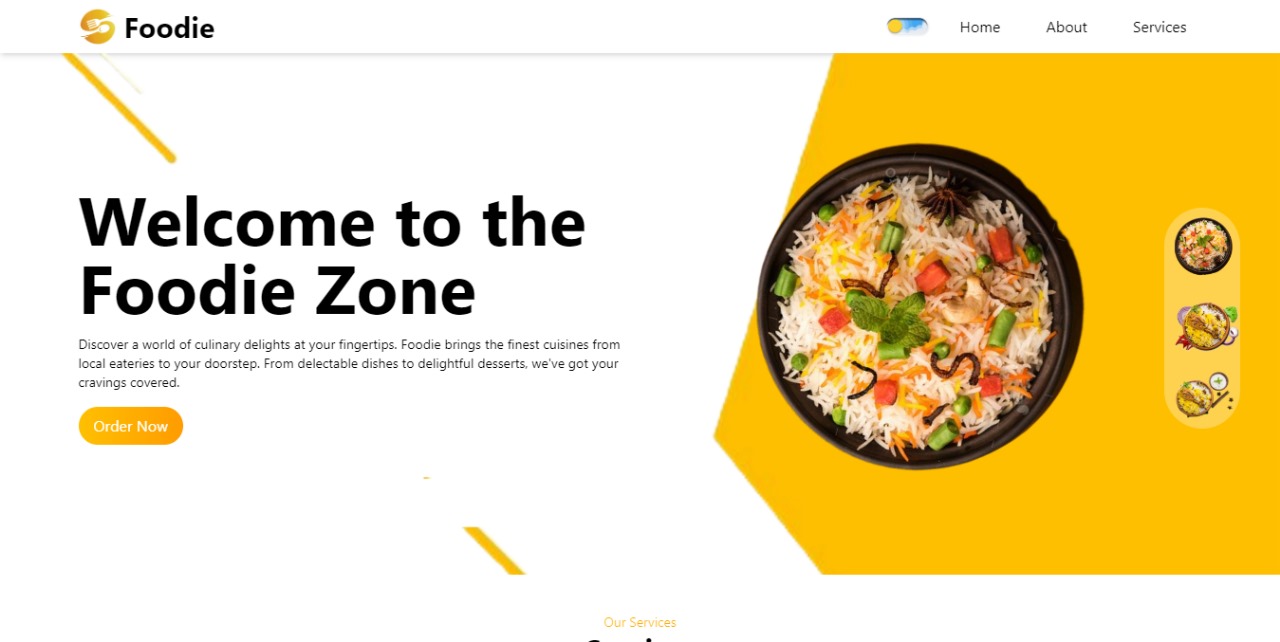 Foodie
Home
About
Services
Welcome to the
Foodie Zone
Discover a world of culinary delights at your fingertips. Foodie brings the finest cuisines from
local eateries to your doorstep. From delectable dishes to delightful desserts, we've got your
cravings covered.
Order Now
Our Services